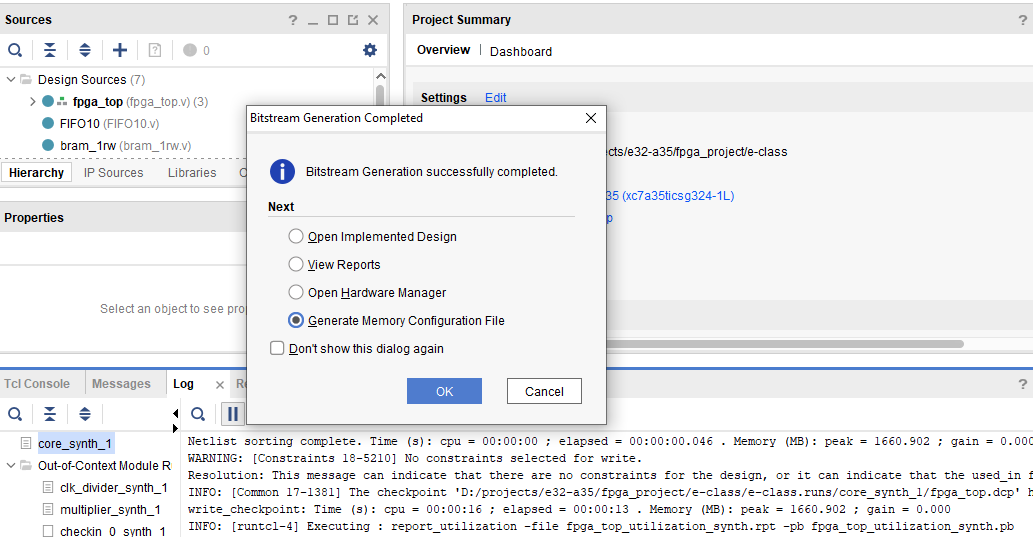 Sources
Project Summary
0
Overview | Dashboard
Design Sources (7)
fpga_top (fpga_top.v) (3)
FIFO10 (FIFO10.v)
bram_1rw (bram_1rw.v)
Hierarchy IP Sources Libraries
Properties
Select an object to see
Settings Edit
cts/e32-a35/fpga_project/e-class
35 (xc7a35ticsg324-1L)
p
Bitstream Generation Completed
Bitstream Generation successfully completed.
Next
Open Implemented Design
View Reports
Open Hardware Manager
Generate Memory Configuration File
Don't show this dialog again
OK Cancel
Tcl Console Messages Log
core_synth_1
Out-of-Context Module R
clk_divider_synth_1
multiplier_synth_1
checkin_0_synth_1
Netlist sorting complete. Time (s): cpu = 00:00:00 ; elapsed = 00:00:00.046 . Memory (MB): peak = 1660.902 ; gain = 0.000
WARNING: [Constraints 18-5210] No constraints selected for write.
Resolution: This message can indicate that there are no constraints for the design, or it can indicate that the used_in f
INFO: [Common 17-1381] The checkpoint 'D:/projects/e32-a35/fpga_project/e-class/e-class.runs/core_synth_1/fpga_top.dcp' h
write_checkpoint: Time (s): cpu = 00:00:16 ; elapsed = 00:00:13 . Memory (MB): peak = 1660.902 ; gain = 0.000
INFO: [runtcl-4] Executing : report_utilization -file fpga_top_utilization_synth.rpt -pb fpga_top_utilization_synth.pb